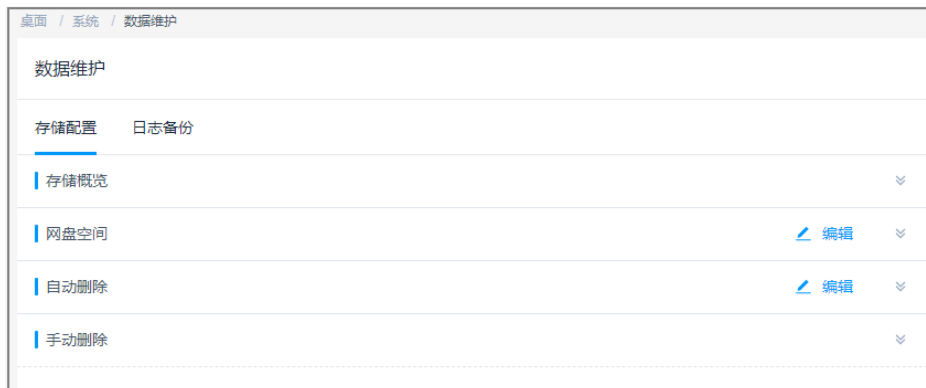 桌面 / 系统 / 数据维护
数据维护
存储配置 日志备份
存储概览
网盘空间 编辑
自动删除 编辑
手动删除